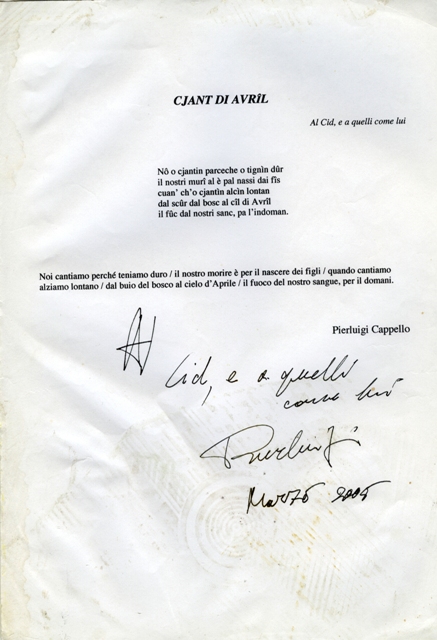 CJANT DI AVRÎL
Al Cid, e a quelli come lui
Nô o cjantin parceche o tignìn dûr
il nostri murî al è pal nassi dai fîs
cuan' ch'o cjantin alcìn lontan
dal scûr dal bosc al cîl di Avrîl
il fûc dal nostri sanc, pa l'indoman.
Noi cantiamo perché teniamo duro / il nostro morire è per il nascere dei figli / quando cantiamo
alziamo lontano / dal buio del bosco al cielo d'Aprile / il fuoco del nostro sangue, per il domani.
Pierluigi Cappello
Al
Cid, e a quelli
come lui
Pierluigi
Marzo 2005